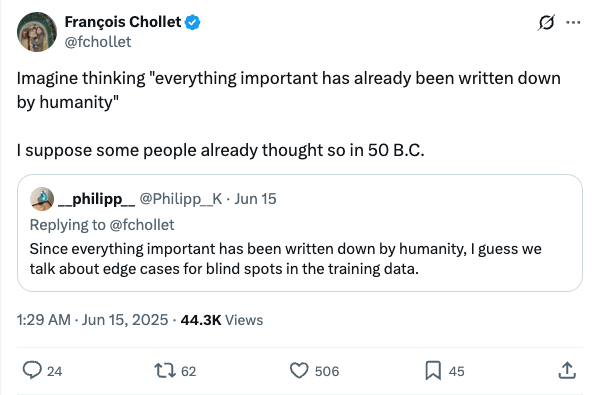 François Chollet
@fchollet
Imagine thinking "everything important has already been written down
by humanity"
I suppose some people already thought so in 50 B.C.
__philipp__ @Philipp__K · Jun 15
Replying to @fchollet
Since everything important has been written down by humanity, I guess we
talk about edge cases for blind spots in the training data.
1:29 AM · Jun 15, 2025 · 44.3K Views
24 62 506 45